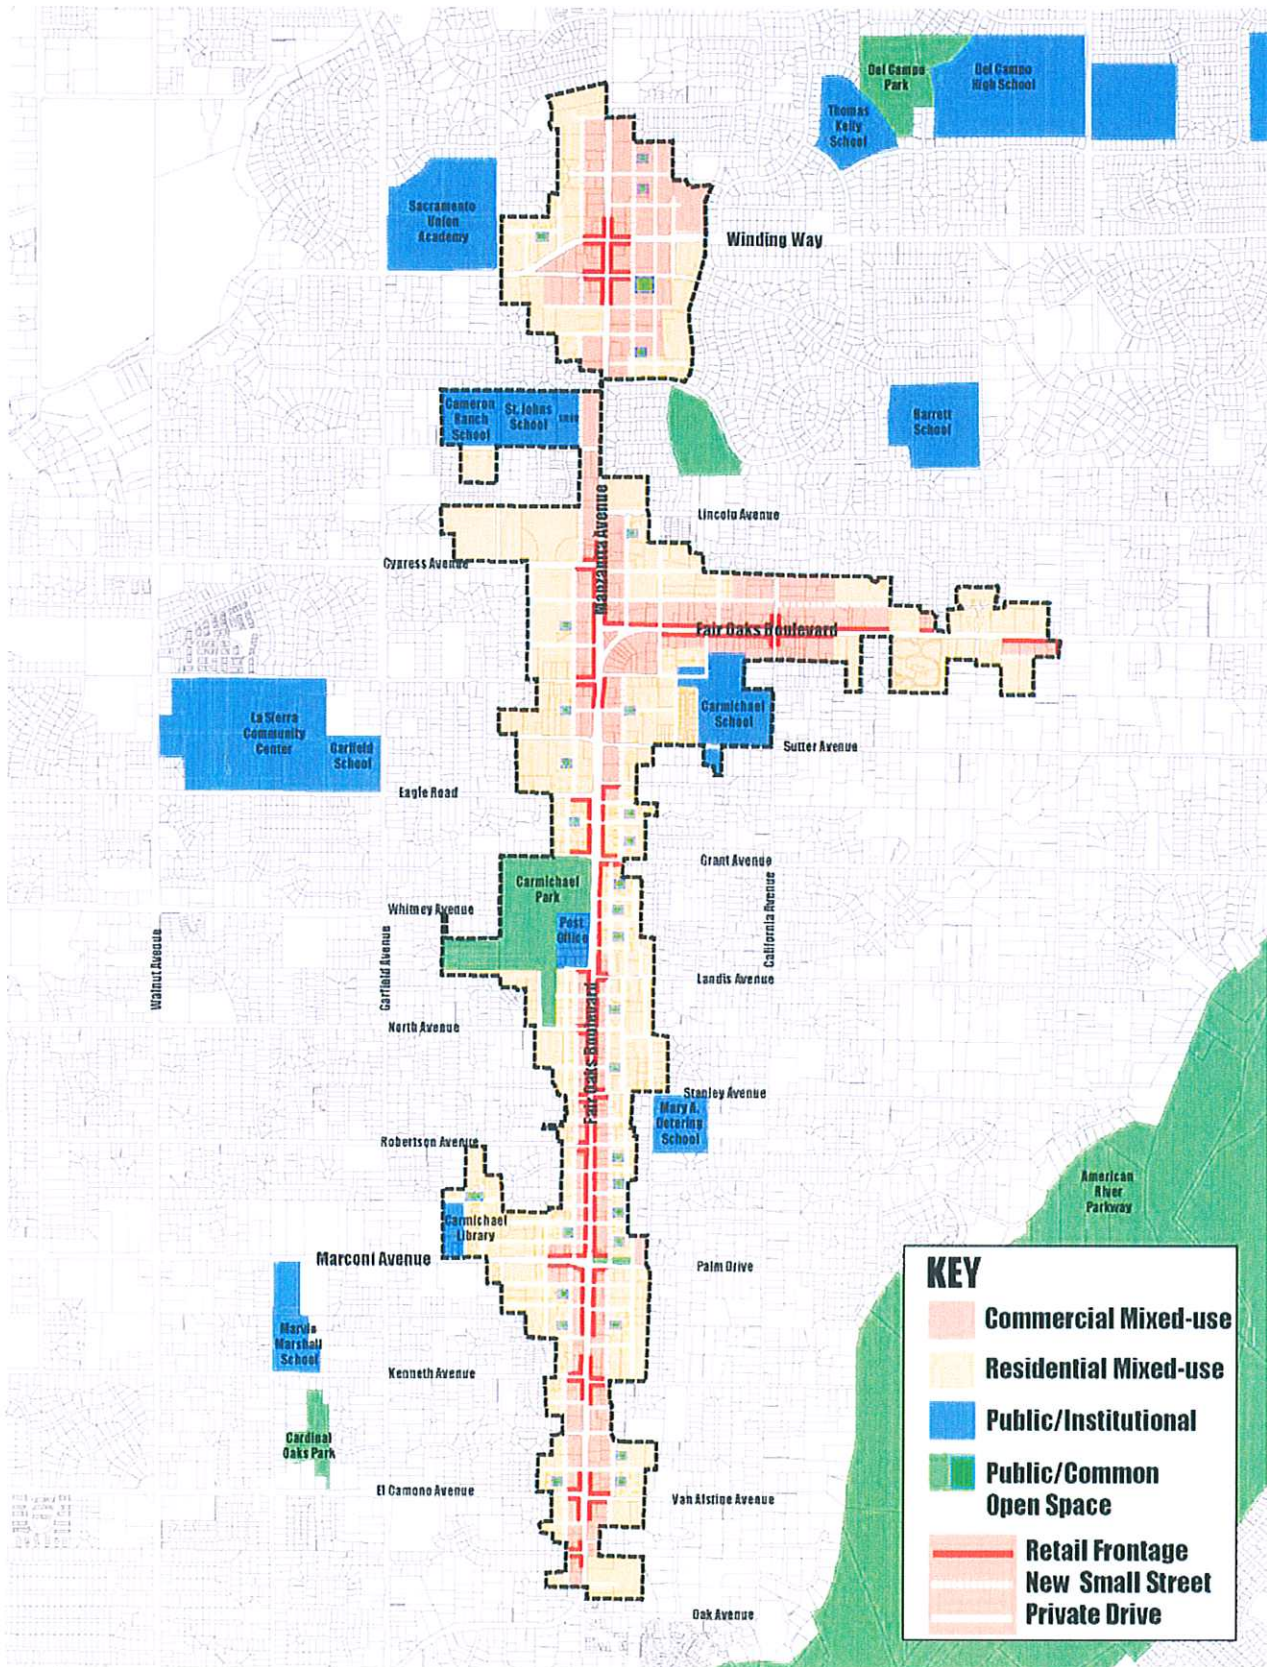 Del Campo
Park
Del Campo
High School
Thomas
Kelly
School
Sacramento
Union
Academy
Winding Way
Cameron
Ranch
School
St. Johns
School
Barrett
School
Manzanita Avenue
Lincoln Avenue
Cypress Avenue
Fair Oaks Boulevard
La Sierra
Community
Center
Garfield
School
Carmichael
School
Sutter Avenue
Eagle Road
Grant Avenue
Carmichael
Park
Whitney Avenue
Post
Office
California Avenue
Walnut Avenue
Garfield Avenue
Landis Avenue
North Avenue
Fair Oaks Boulevard
Stanley Avenue
Mary A.
Detering
School
Robertson Avenue
American
River
Parkway
Carmichael
Library
Marconi Avenue
Palm Drive
Marvin
Marshall
School
Kenneth Avenue
Cardinal
Oaks Park
El Camono Avenue
Van Alstine Avenue
Oak Avenue
KEY
Commercial Mixed-use
Residential Mixed-use
Public/Institutional
Public/Common
Open Space
Retail Frontage
New Small Street
Private Drive